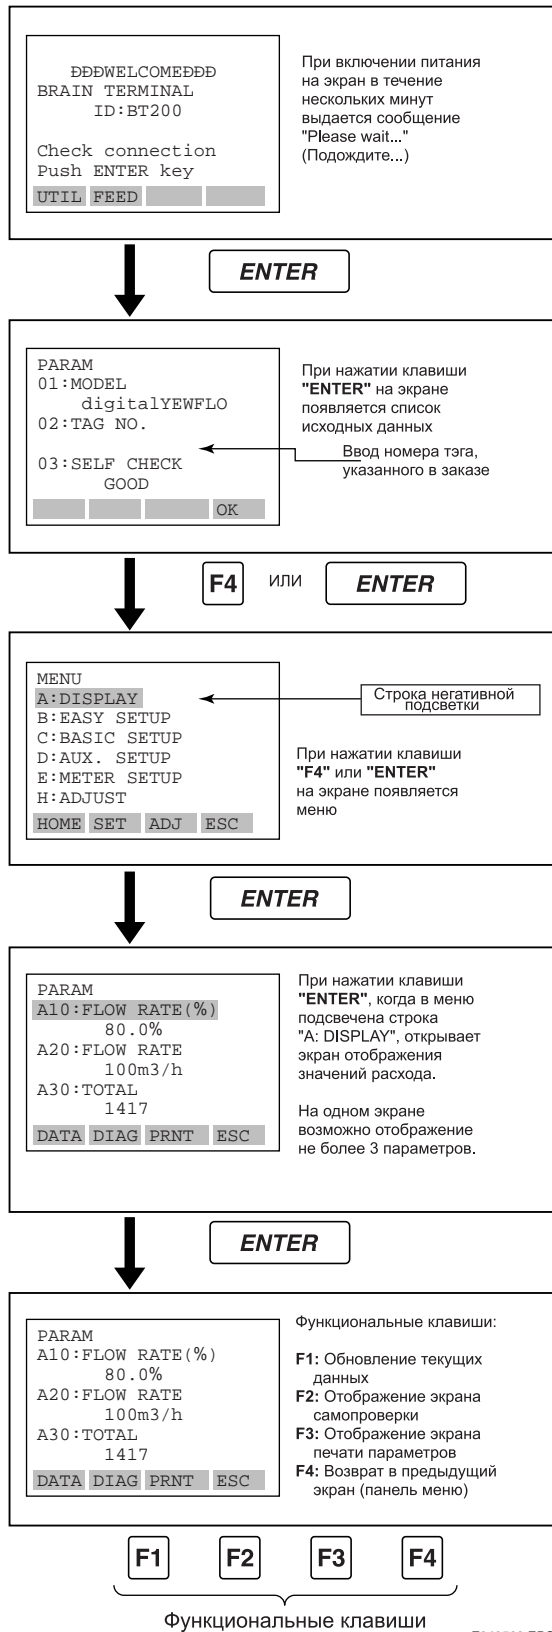 ÐÐÐWELCOMEÐÐÐ
BRAIN TERMINAL
ID:BT200
Check connection
Push ENTER key
UTIL FEED
При включении питания
на экран в течение
нескольких минут
выдается сообщение
"Please wait..."
(Подождите...)
ENTER
PARAM
01:MODEL
digitalYEWFLO
02:TAG NO.
03:SELF CHECK
GOOD
OK
При нажатии клавиши
"ENTER" на экране
появляется список
исходных данных
Ввод номера тэга,
указанного в заказе
F4 или ENTER
MENU
A:DISPLAY
B:EASY SETUP
C:BASIC SETUP
D:AUX. SETUP
E:METER SETUP
H:ADJUST
HOME SET ADJ ESC
Строка негативной
подсветки
При нажатии клавиши
"F4" или "ENTER"
на экране появляется
меню
ENTER
PARAM
A10:FLOW RATE(%)
80.0%
A20:FLOW RATE
100m3/h
A30:TOTAL
1417
DATA DIAG PRNT ESC
При нажатии клавиши
"ENTER", когда в меню
подсвечена строка
"A: DISPLAY", открывает
экран отображения
значений расхода.
На одном экране
возможно отображение
не более 3 параметров.
ENTER
PARAM
A10:FLOW RATE(%)
80.0%
A20:FLOW RATE
100m3/h
A30:TOTAL
1417
DATA DIAG PRNT ESC
Функциональные клавиши:
F1: Обновление текущих
данных
F2: Отображение экрана
самопроверки
F3: Отображение экрана
печати параметров
F4: Возврат в предыдущий
экран (панель меню)
F1 F2 F3 F4
Функциональные клавиши